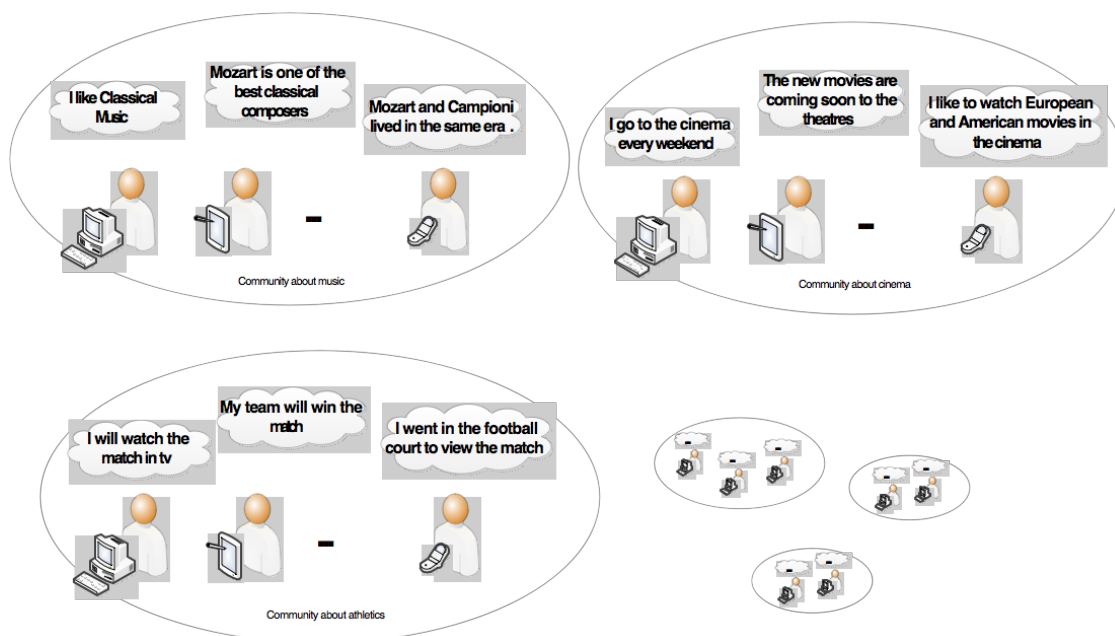 I like Classical
Music
Mozart is one of the
best classical
composers
Mozart and Campioni
lived in the same era .
Community about music
I go to the cinema
every weekend
The new movies are
coming soon to the
theatres
I like to watch European
and American movies in
the cinema
Community about cinema
I will watch the
match in tv
My team will win the
match
I went in the football
court to view the match
Community about athletics